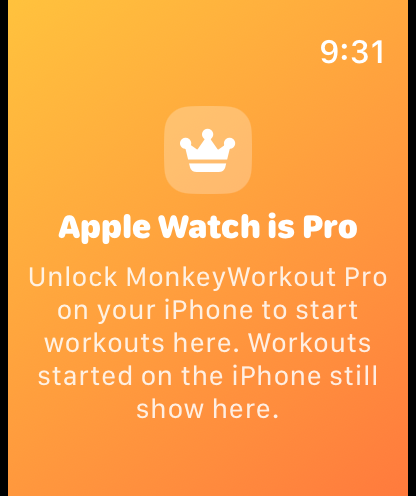 9:31
Apple Watch is Pro
Unlock MonkeyWorkout Pro
on your iPhone to start
workouts here. Workouts
started on the iPhone still
show here.